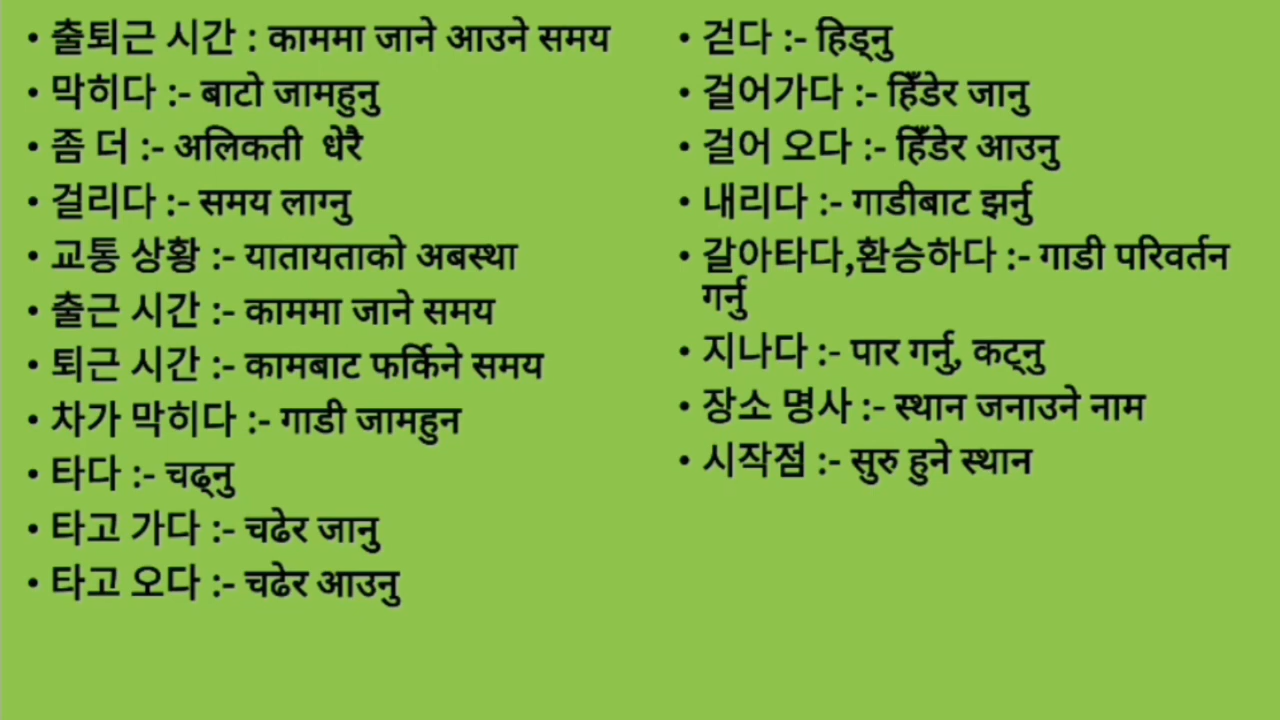 • 출퇴근 시간 : काममा जाने आउने समय
• 막히다 :- बाटो जामहुनु
• 좀 더 :- अलिकती धेरै
• 걸리다 :- समय लाग्नु
• 교통 상황 :- यातायताको अबस्था
• 출근 시간 :- काममा जाने समय
• 퇴근 시간 :- कामबाट फर्किने समय
• 차가 막히다 :- गाडी जामहुन
• 타다 :- चढ्नु
• 타고 가다 :- चढेर जानु
• 타고 오다 :- चढेर आउनु
• 걷다 :- हिड्नु
• 걸어가다 :- हिँडेर जानु
• 걸어 오다 :- हिँडेर आउनु
• 내리다 :- गाडीबाट झर्नु
• 갈아타다,환승하다 :- गाडी परिवर्तन
गर्नु
• 지나다 :- पार गर्नु, कट्नु
• 장소 명사 :- स्थान जनाउने नाम
• 시작점 :- सुरु हुने स्थान